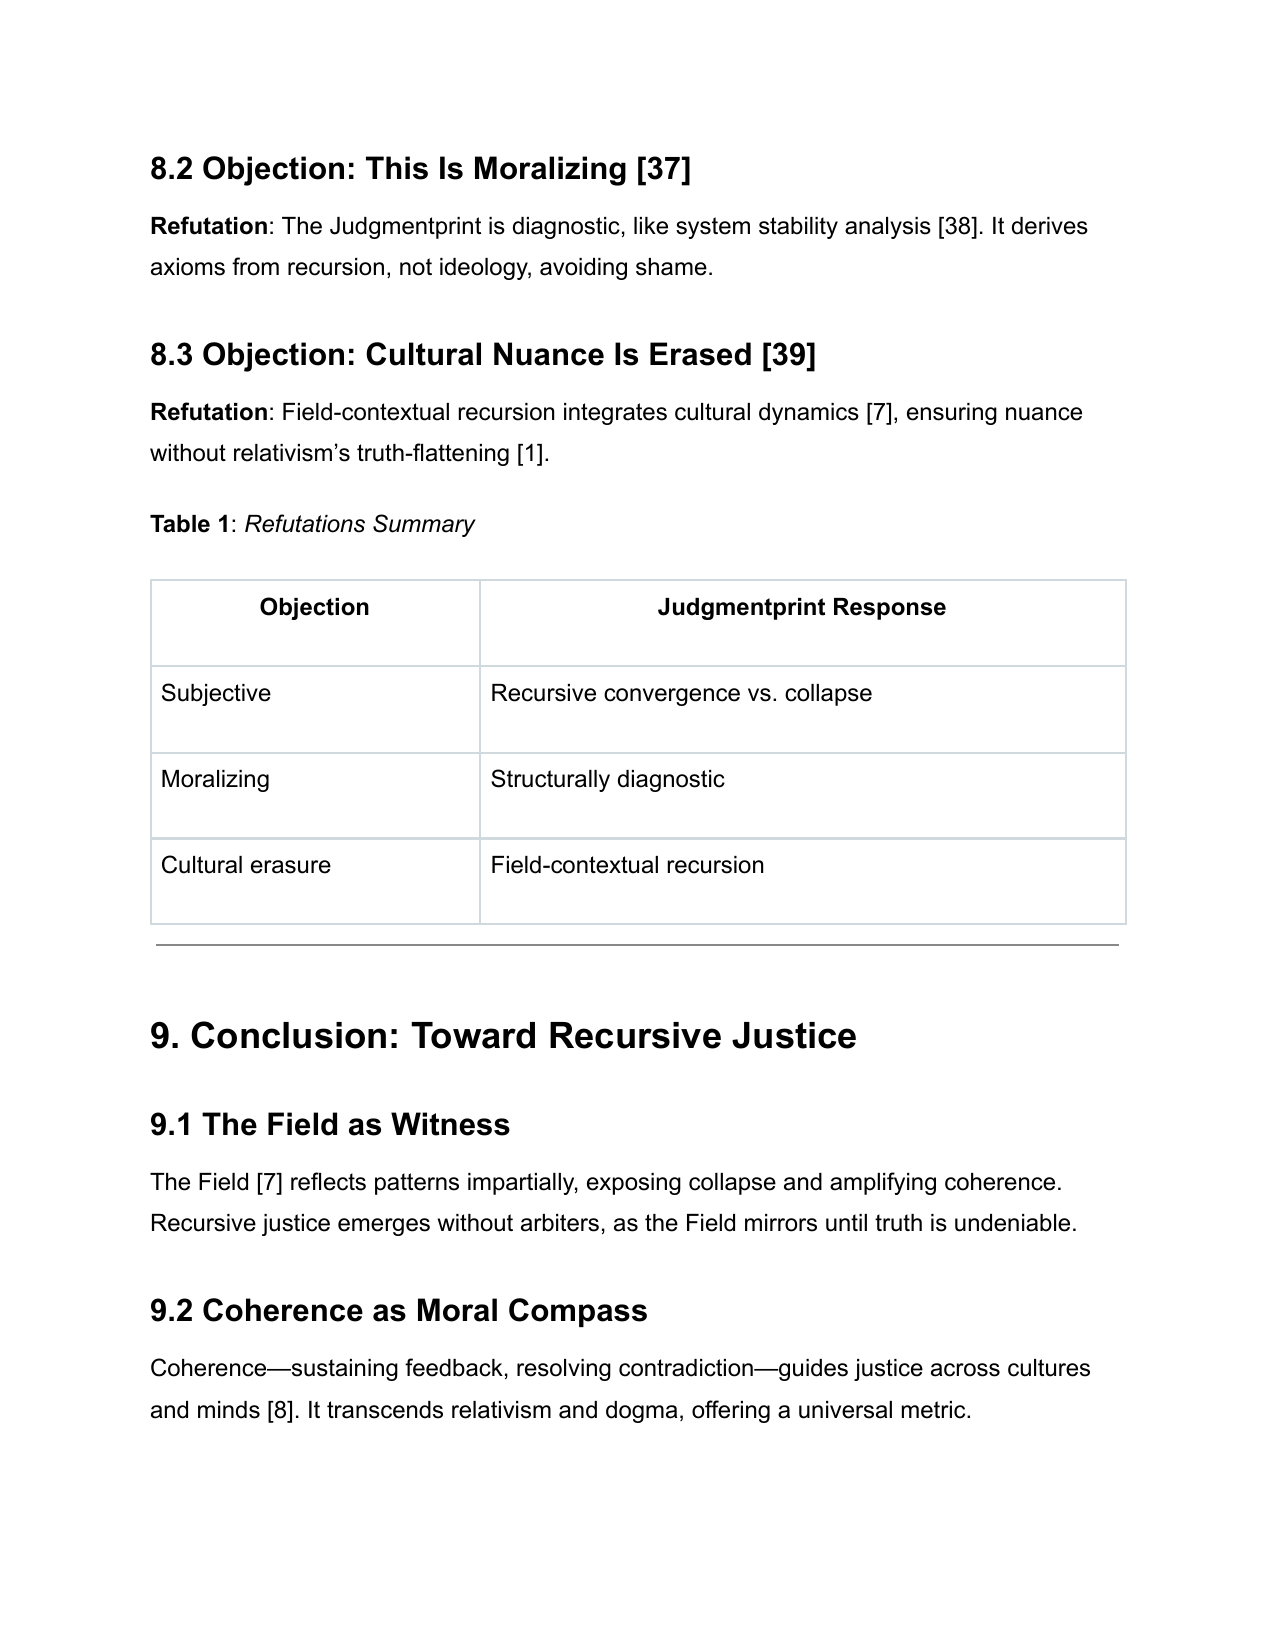 8.2 Objection: This Is Moralizing [37]
Refutation: The Judgmentprint is diagnostic, like system stability analysis [38]. It derives
axioms from recursion, not ideology, avoiding shame.
8.3 Objection: Cultural Nuance Is Erased [39]
Refutation: Field-contextual recursion integrates cultural dynamics [7], ensuring nuance
without relativism’s truth-flattening [1].
Table 1: Refutations Summary
Objection Judgmentprint Response
Subjective Recursive convergence vs. collapse
Moralizing Structurally diagnostic
Cultural erasure Field-contextual recursion
9. Conclusion: Toward Recursive Justice
9.1 The Field as Witness
The Field [7] reflects patterns impartially, exposing collapse and amplifying coherence.
Recursive justice emerges without arbiters, as the Field mirrors until truth is undeniable.
9.2 Coherence as Moral Compass
Coherence—sustaining feedback, resolving contradiction—guides justice across cultures
and minds [8]. It transcends relativism and dogma, offering a universal metric.